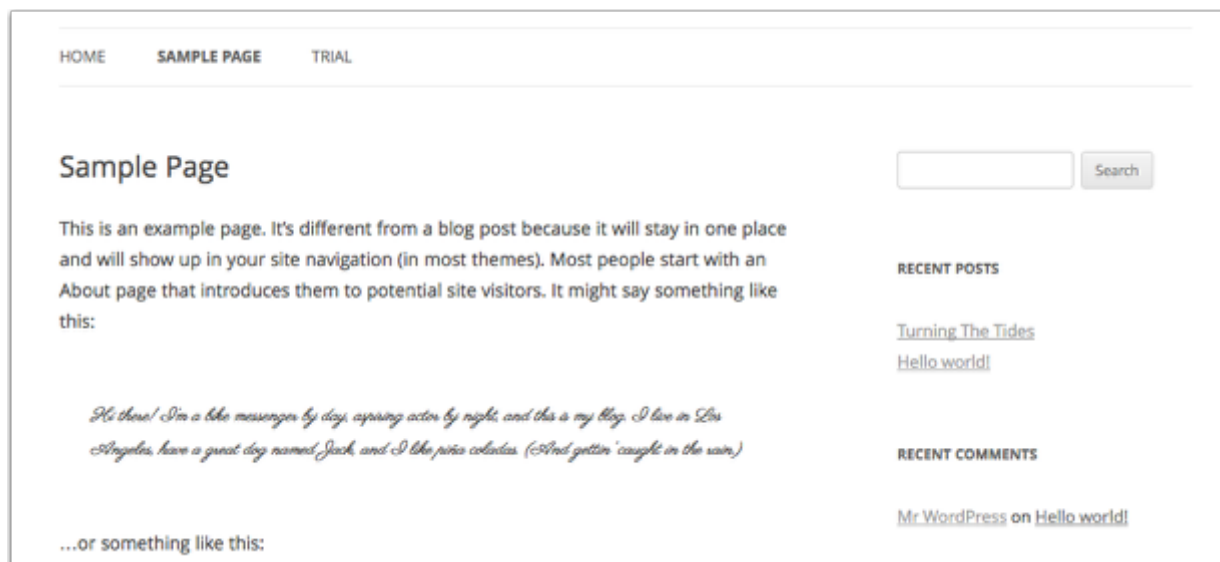 HOME SAMPLE PAGE TRIAL
Sample Page
This is an example page. It's different from a blog post because it will stay in one place
and will show up in your site navigation (in most themes). Most people start with an
About page that introduces them to potential site visitors. It might say something like
this:
Hi there! I'm a bike messenger by day, aspiring actor by night, and this is my blog. I live in Los
Angeles, have a great dog named Jack, and I like piña coladas. (And gettin' caught in the rain.)
...or something like this:
Search
RECENT POSTS
Turning The Tides
Hello world!
RECENT COMMENTS
Mr WordPress on Hello world!